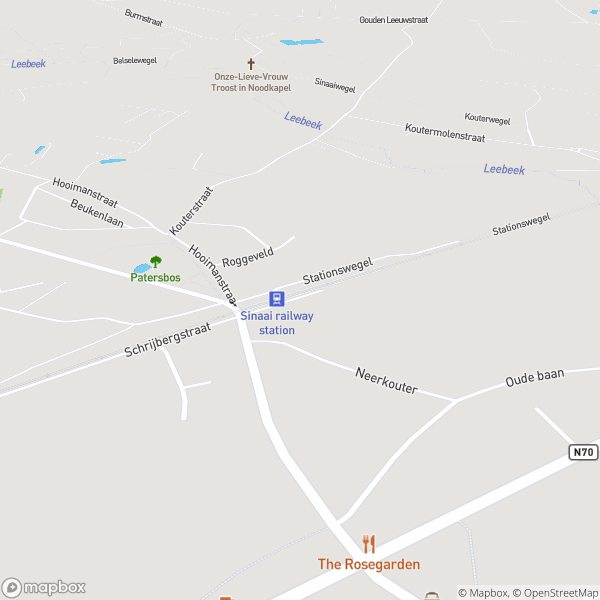 Burmstraat
Gouden Leeuwstraat
Leebeek
Belselewegel
Onze-Lieve-Vrouw
Troost in Noodkapel
Sinaaiwegel
Leebeek
Kouterwegel
Koutermolenstraat
Leebeek
Hooimanstraat
Beukenlaan
Kouterstraat
Stationswegel
Hooimanstraat
Roggeveld
Stationswegel
Patersbos
Sinaai railway
station
Schrijbergstraat
Neerkouter
Oude baan
N70
The Rosegarden
mapbox
© Mapbox, © OpenStreetMap